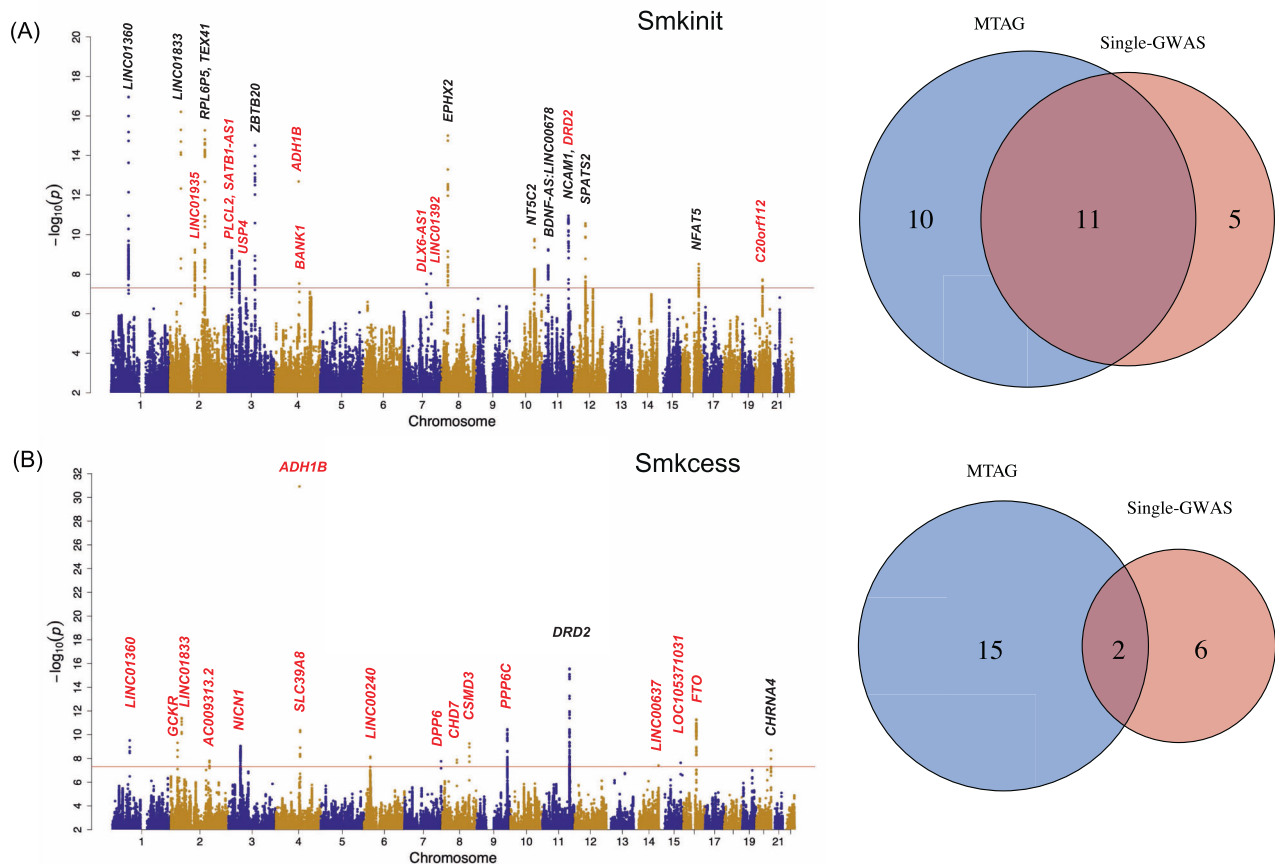 (A)
Smkinit
20
18
16
14
12
10
8
6
4
2
−log10(p)
LINC01360
LINC01833
LINC01935
RPL6P5, TEX41
PLCL2, SATB1-AS1
USP4
ZBTB20
ADH1B
BANK1
DLX6-AS1
LINC01392
EPHX2
NT5C2
BDNF-AS:LINC00678
NCAM1, DRD2
SPATS2
NFAT5
C20orf112
1 2 3 4 5 6 7 8 9 10 11 12 13 14 15 17 19 21
Chromosome
MTAG
Single-GWAS
10
11
5
(B)
Smkcess
32
30
28
26
24
22
20
18
16
14
12
10
8
6
4
2
−log10(p)
LINC01360
GCKR
LINC01833
AC009313.2
NICN1
ADH1B
SLC39A8
LINC00240
DPP6
CHD7
CSMD3
PPP6C
DRD2
LINC00637
LOC105371031
FTO
CHRNA4
1 2 3 4 5 6 7 8 9 10 11 12 13 14 15 17 19 21
Chromosome
MTAG
Single-GWAS
15
2
6